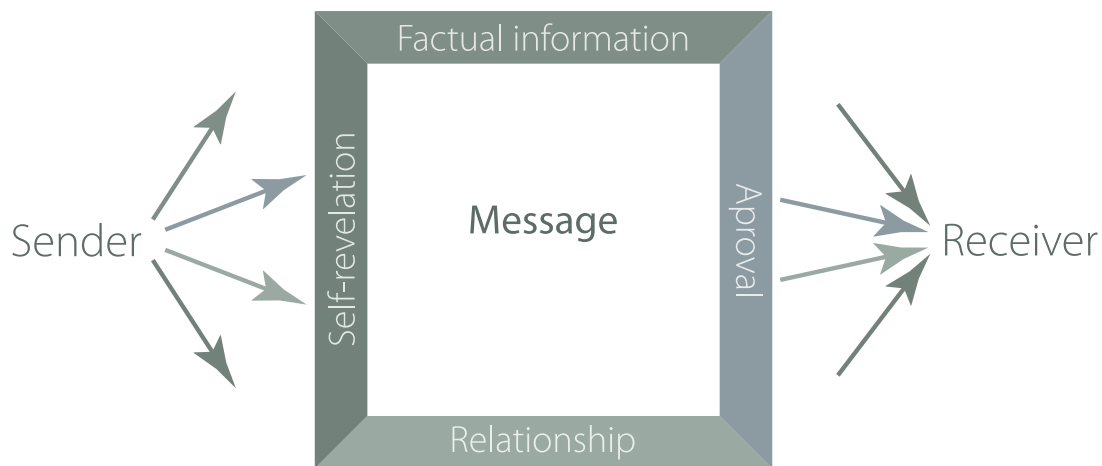 Factual information
Sender
Self-revelation
Message
Aproval
Receiver
Relationship